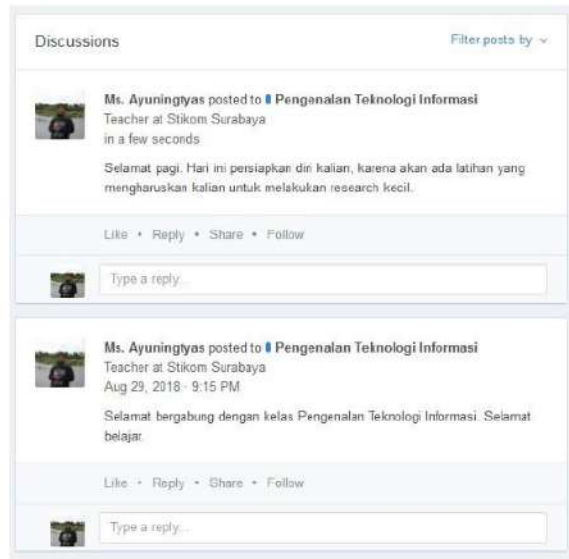 Discussions
Filter posts by
Ms. Ayuningtyas posted to Pengenalan Teknologi Informasi
Teacher at Stikom Surabaya
in a few seconds
Selamat pagi. Hari ini persiapkan diri kalian, karena akan ada latihan yang
mengharuskan kalian untuk melakukan research kecil.
Like • Reply • Share • Follow
Type a reply...
Ms. Ayuningtyas posted to Pengenalan Teknologi Informasi
Teacher at Stikom Surabaya
Aug 29, 2018 · 9:15 PM
Selamat bergabung dengan kelas Pengenalan Teknologi Informasi. Selamat
belajar.
Like • Reply • Share • Follow
Type a reply...